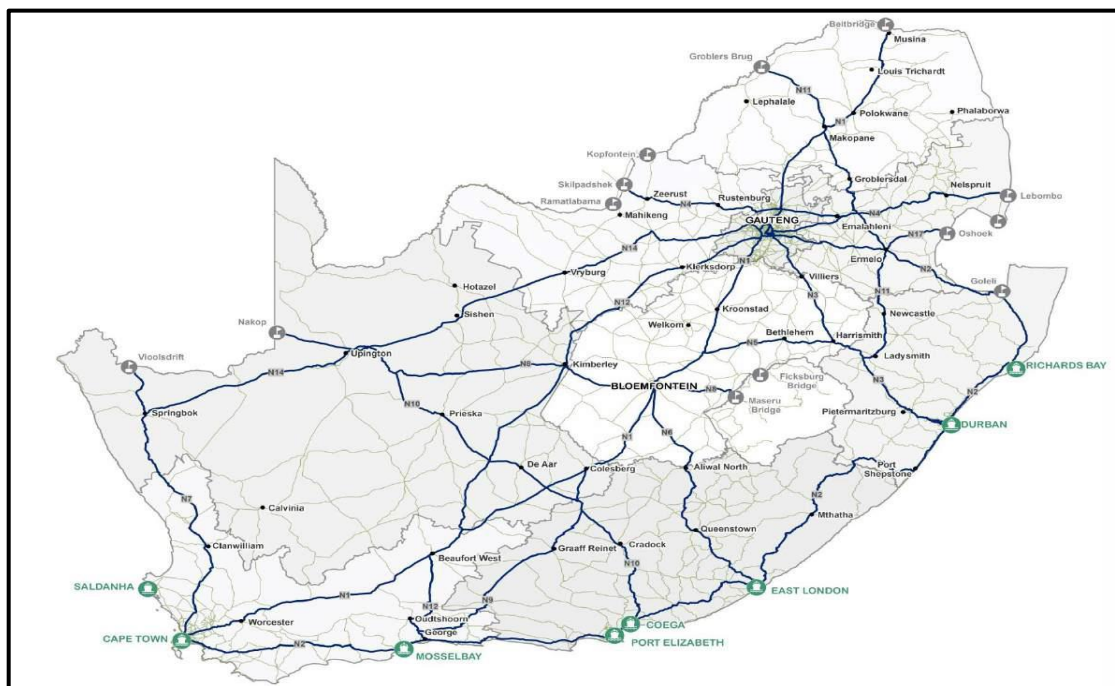 Beitbridge
Musina
Groblers Brug
Louis Trichardt
N11
Lephalale
Phalaborwa
N1
Polokwane
Makopane
Kopfontein
Skilpadshek
Groblersdal
Zeerust
Nelspruit
Ramatlabama
N4
Rustenburg
Lebombo
Mahikeng
GAUTENG
N4
Emalahleni
N17
Oshoek
N14
Ermelo
N1
Klerksdorp
N2
Vryburg
Villiers
Hotazel
Goleli
N12
N3
N11
Sishen
Kroonstad
Newcastle
Nakop
Welkom
Bethlehem
Harrismith
N5
Upington
Ladysmith
Vioolsdrift
N8
Kimberley
Ficksburg
Bridge
RICHARDS BAY
N14
BLOEMFONTEIN
N8
N3
N2
Maseru
Bridge
N10
Springbok
Prieska
Pietermaritzburg
DURBAN
N1
N6
De Aar
Colesberg
Aliwal North
Port
Shepstone
N7
N2
Calvinia
Mthatha
Queenstown
Clanwilliam
Graaff Reinet
Cradock
Beaufort West
N10
SALDANHA
EAST LONDON
N1
N9
N12
Worcester
Oudtshoorn
COEGA
CAPE TOWN
George
PORT ELIZABETH
N2
MOSSELBAY